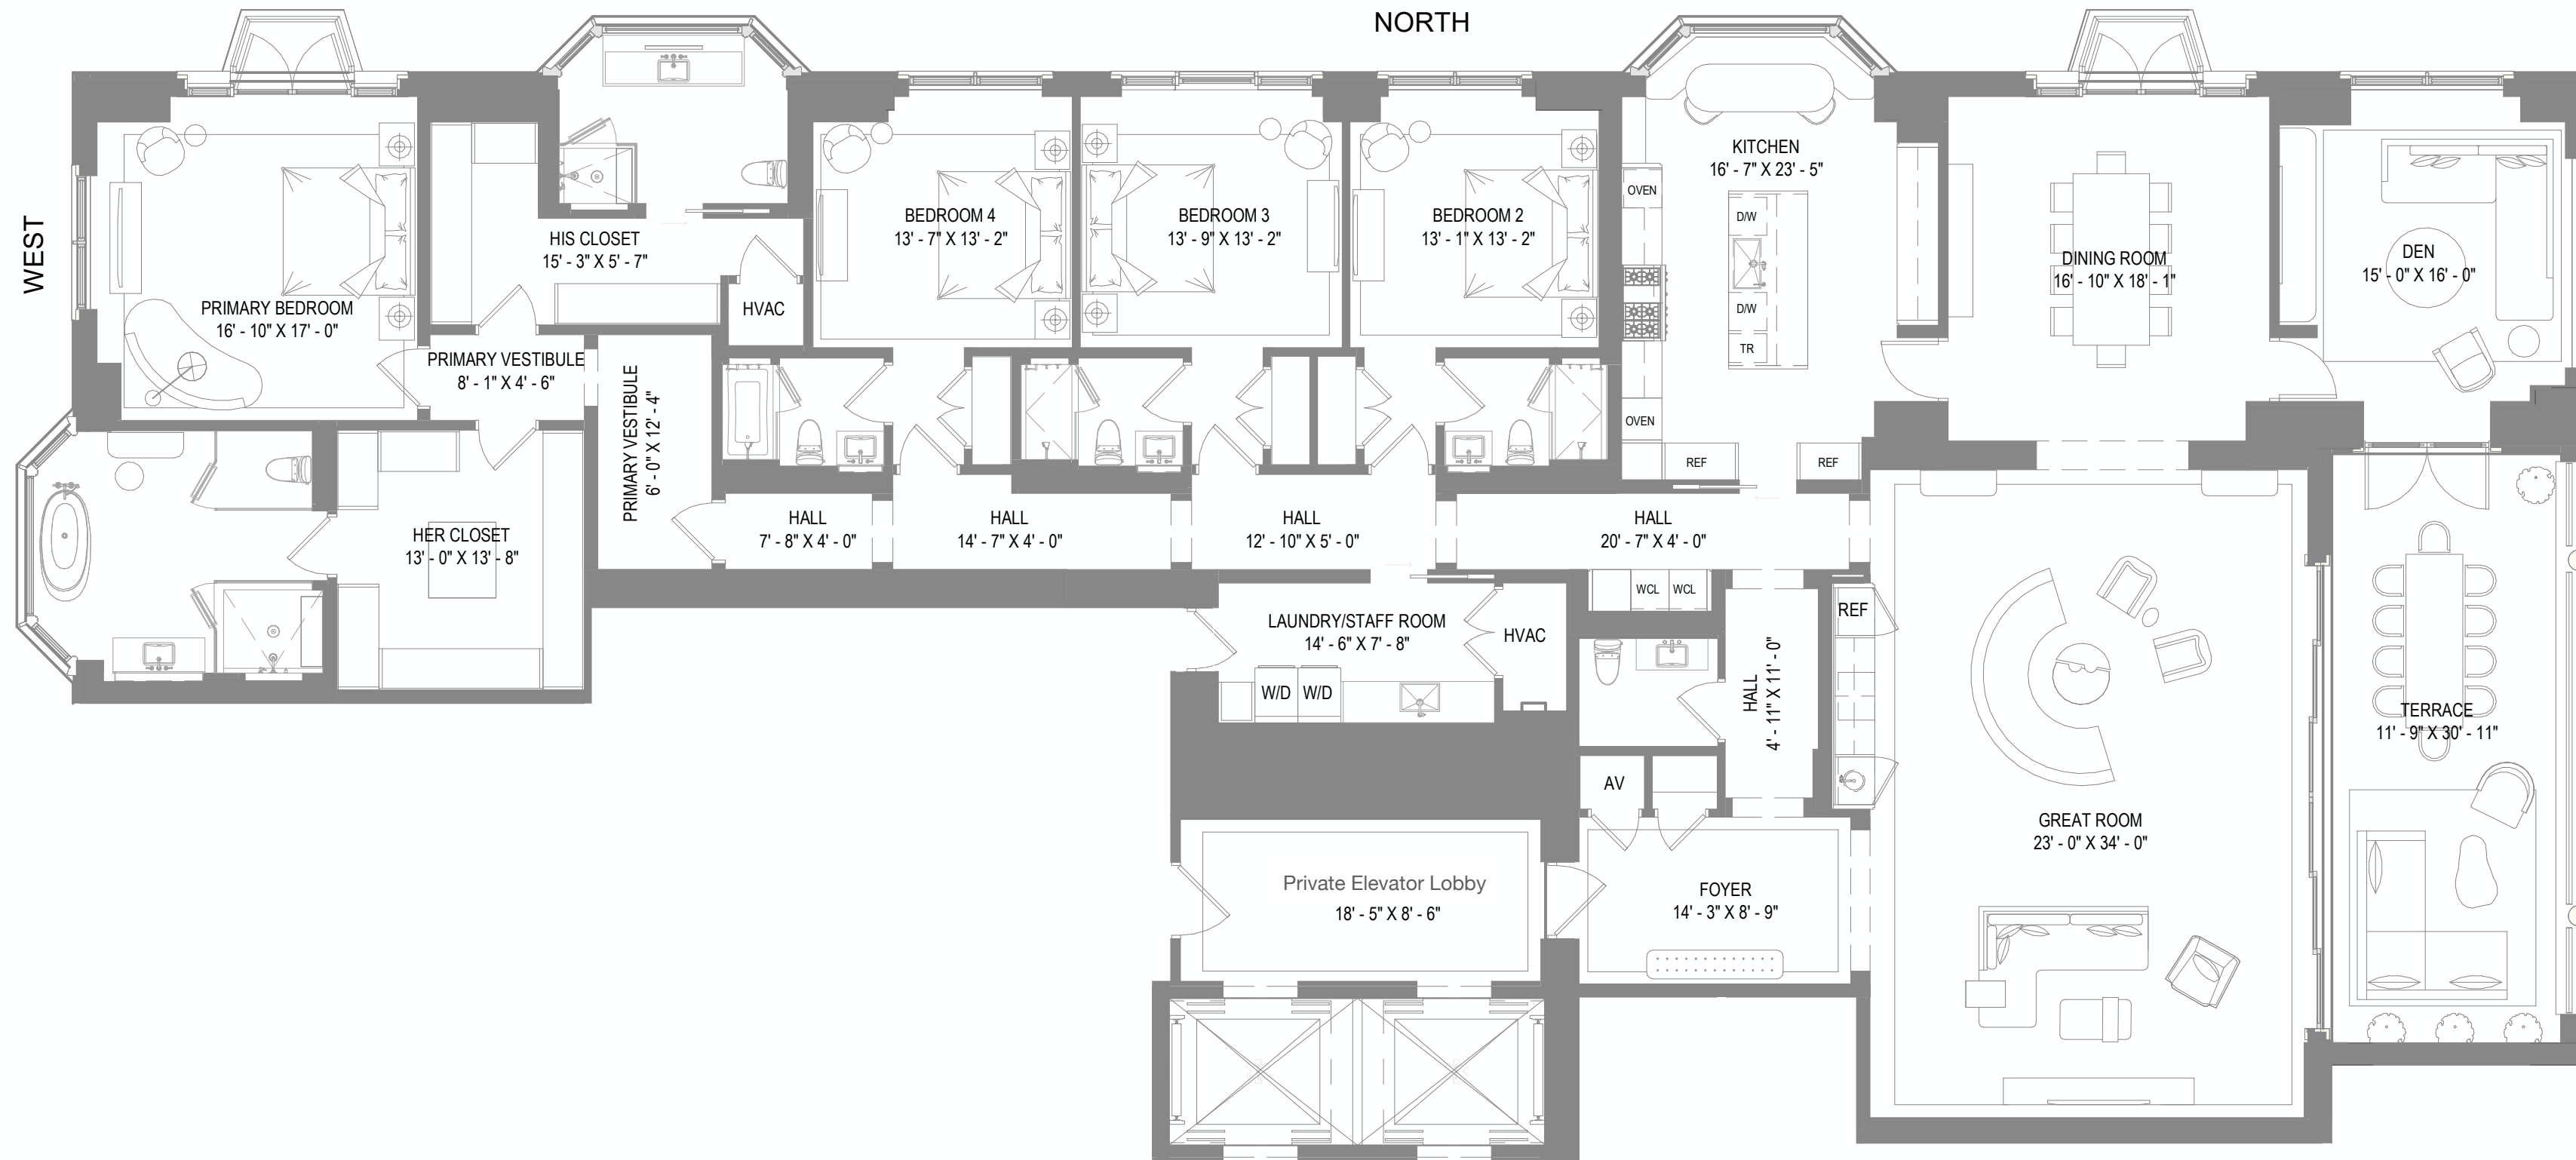 NORTH
WEST
PRIMARY BEDROOM
16' - 10" X 17' - 0"
HIS CLOSET
15' - 3" X 5' - 7"
HVAC
BEDROOM 4
13' - 7" X 13' - 2"
BEDROOM 3
13' - 9" X 13' - 2"
BEDROOM 2
13' - 1" X 13' - 2"
KITCHEN
16' - 7" X 23' - 5"
OVEN
D/W
D/W
TR
OVEN
REF
REF
DINING ROOM
16' - 10" X 18' - 1"
DEN
15' - 0" X 16' - 0"
PRIMARY VESTIBULE
8' - 1" X 4' - 6"
PRIMARY VESTIBULE
6' - 0" X 12' - 4"
HER CLOSET
13' - 0" X 13' - 8"
HALL
7' - 8" X 4' - 0"
HALL
14' - 7" X 4' - 0"
HALL
12' - 10" X 5' - 0"
HALL
20' - 7" X 4' - 0"
WCL
WCL
LAUNDRY/STAFF ROOM
14' - 6" X 7' - 8"
W/D
W/D
HVAC
HALL
4' - 11" X 11' - 0"
REF
AV
GREAT ROOM
23' - 0" X 34' - 0"
TERRACE
11' - 9" X 30' - 11"
Private Elevator Lobby
18' - 5" X 8' - 6"
FOYER
14' - 3" X 8' - 9"